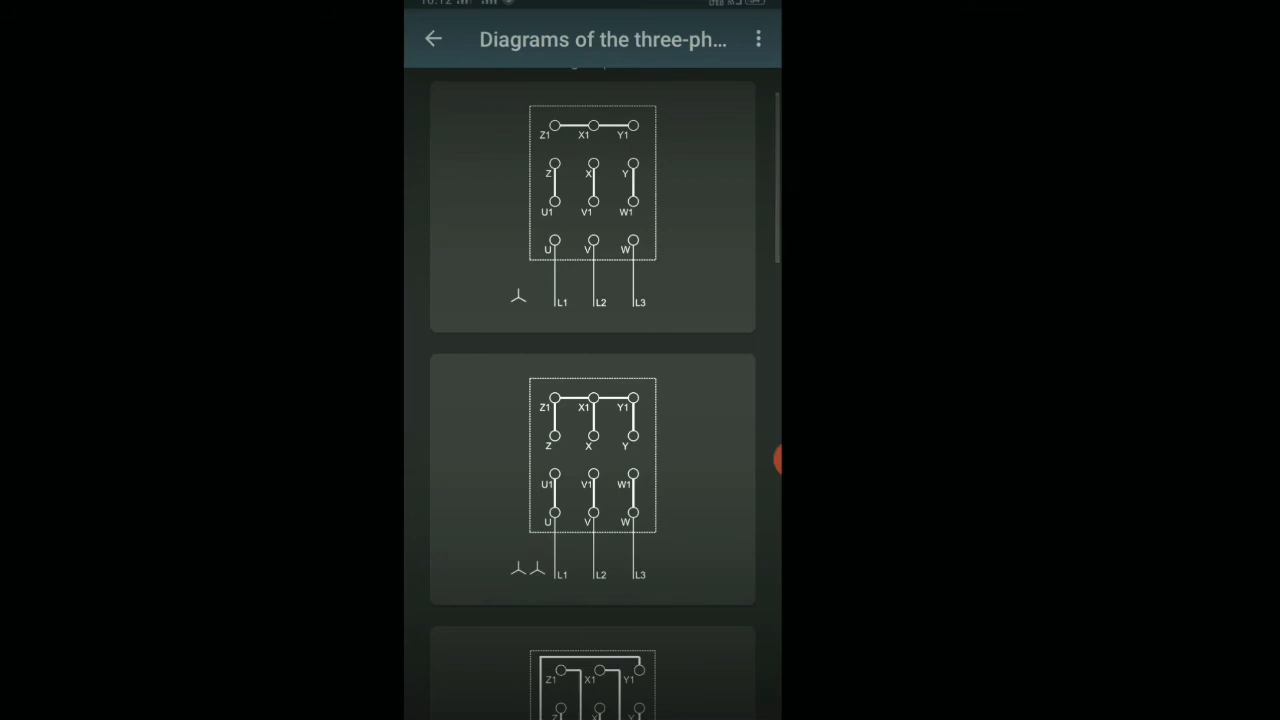 Diagrams of the three-ph...
Z1 X1 Y1
Z X Y
U1 V1 W1
U V W
L1 L2 L3
Z1 X1 Y1
Z X Y
U1 V1 W1
U V W
L1 L2 L3
Z1 X1 Y1